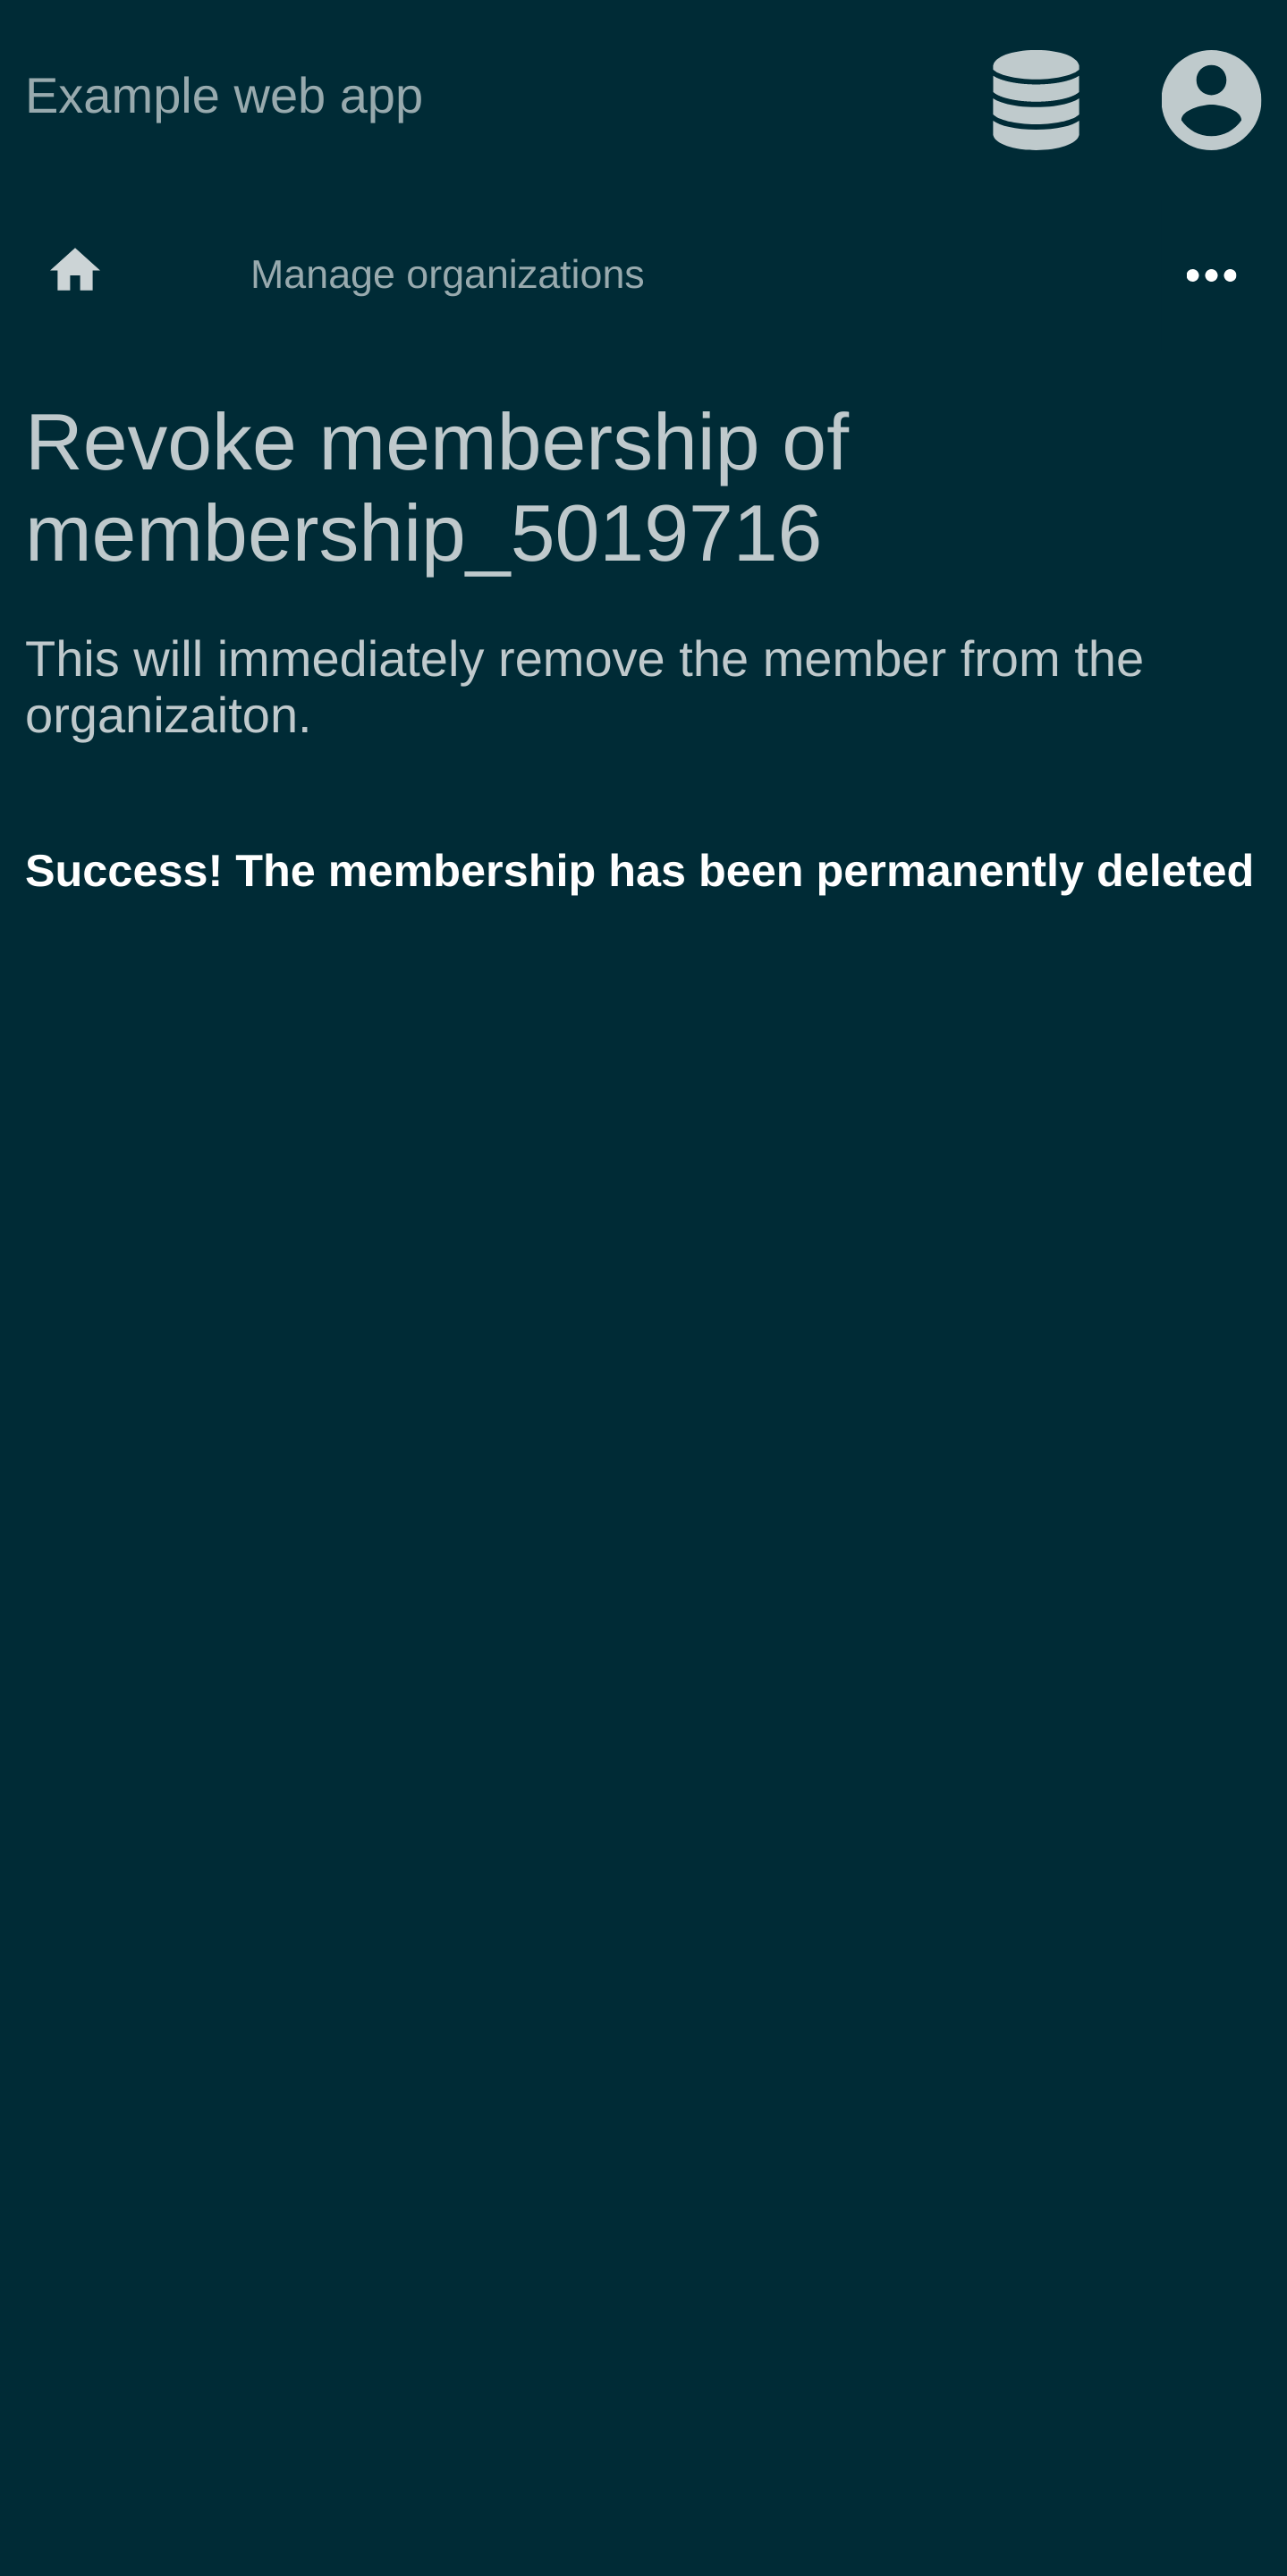 Example web app
Manage organizations
Revoke membership of
membership_5019716
This will immediately remove the member from the
organizaiton.
Success! The membership has been permanently deleted